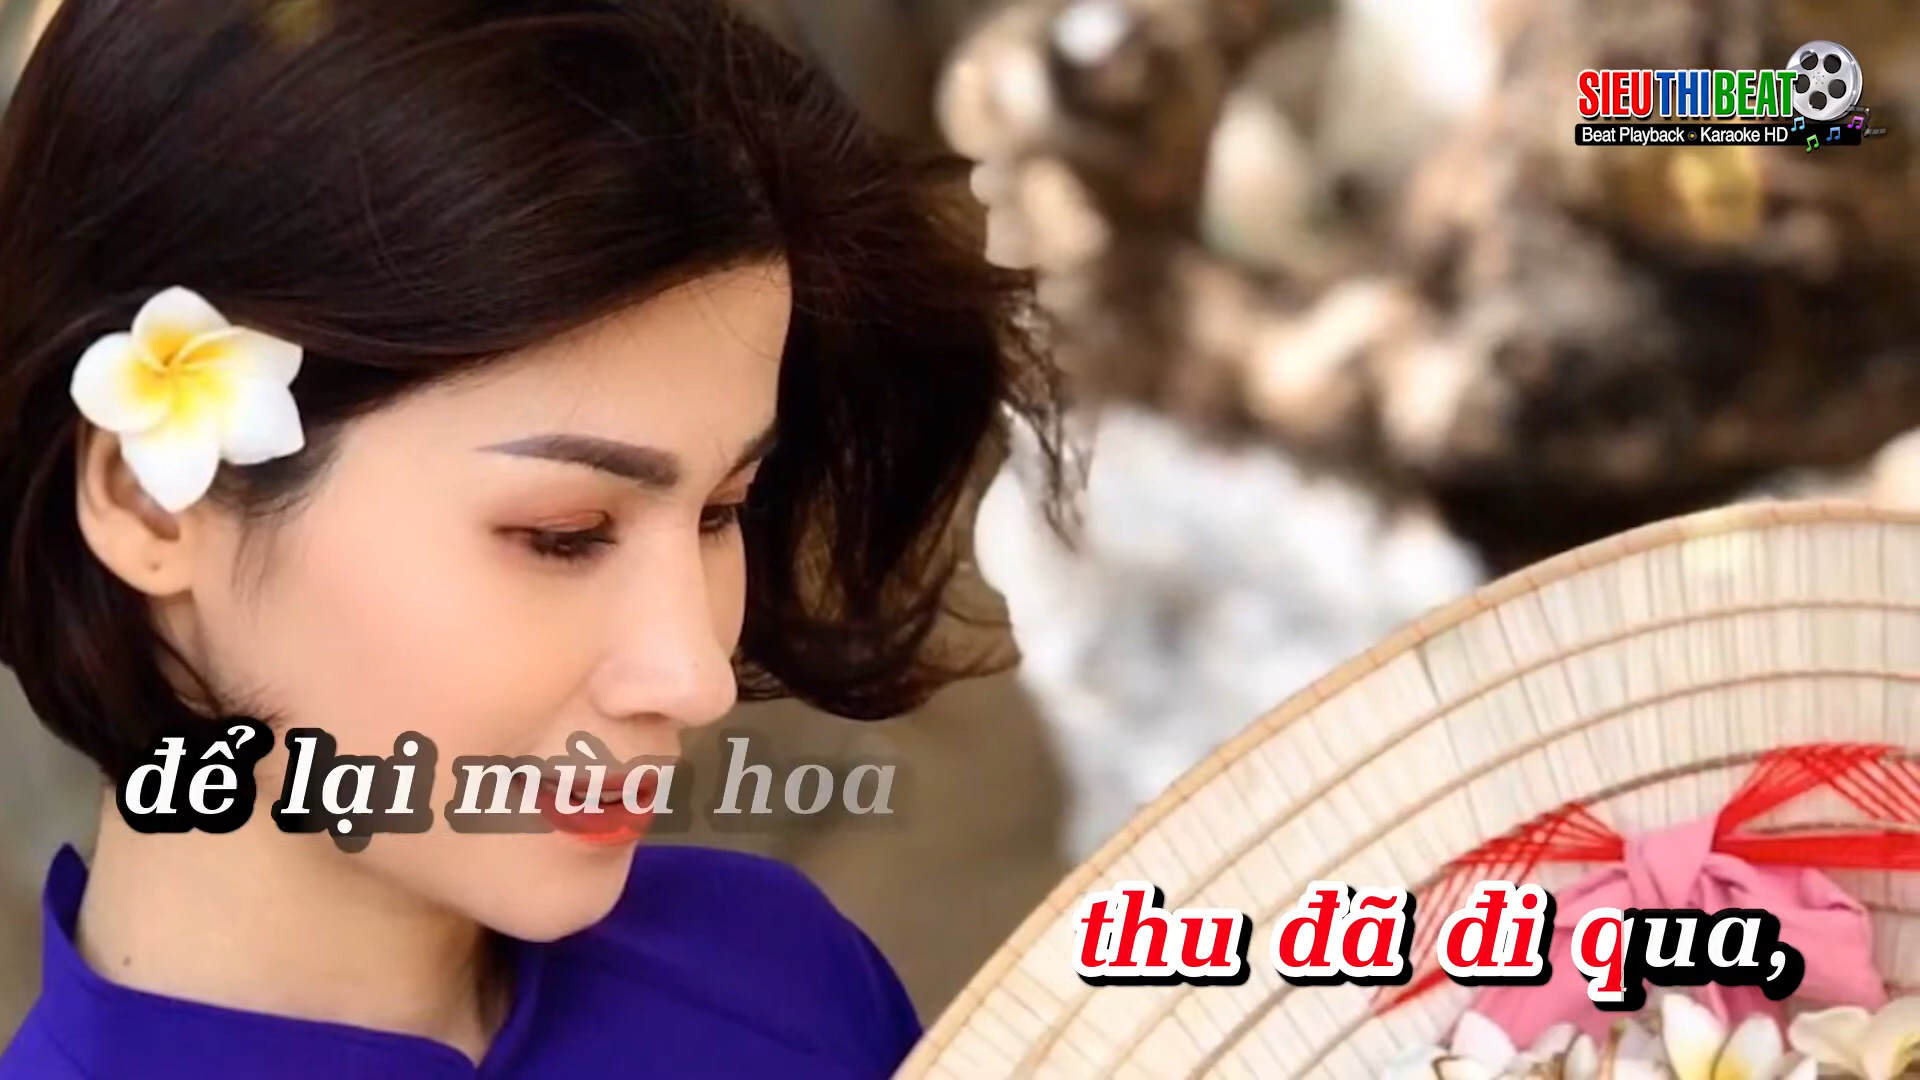 SIEUTHIBEAT
Beat Playback • Karaoke HD
để lại mùa hoa
thu đã đi qua,